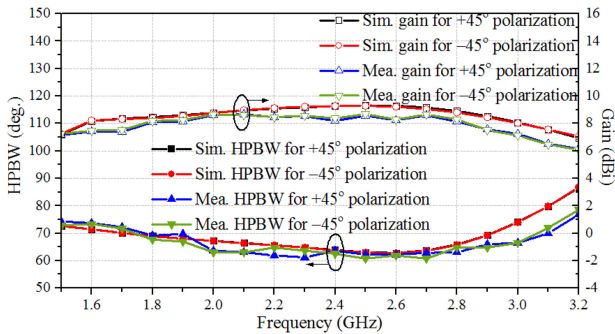 150
140
130
120
110
100
90
80
70
60
50
HPBW (deg.)
16
14
12
10
8
6
4
2
0
-2
-4
Gain (dBi)
Sim. gain for +45° polarization
Sim. gain for −45° polarization
Mea. gain for +45° polarization
Mea. gain for −45° polarization
Sim. HPBW for +45° polarization
Sim. HPBW for −45° polarization
Mea. HPBW for +45° polarization
Mea. HPBW for −45° polarization
1.6 1.8 2.0 2.2 2.4 2.6 2.8 3.0 3.2
Frequency (GHz)